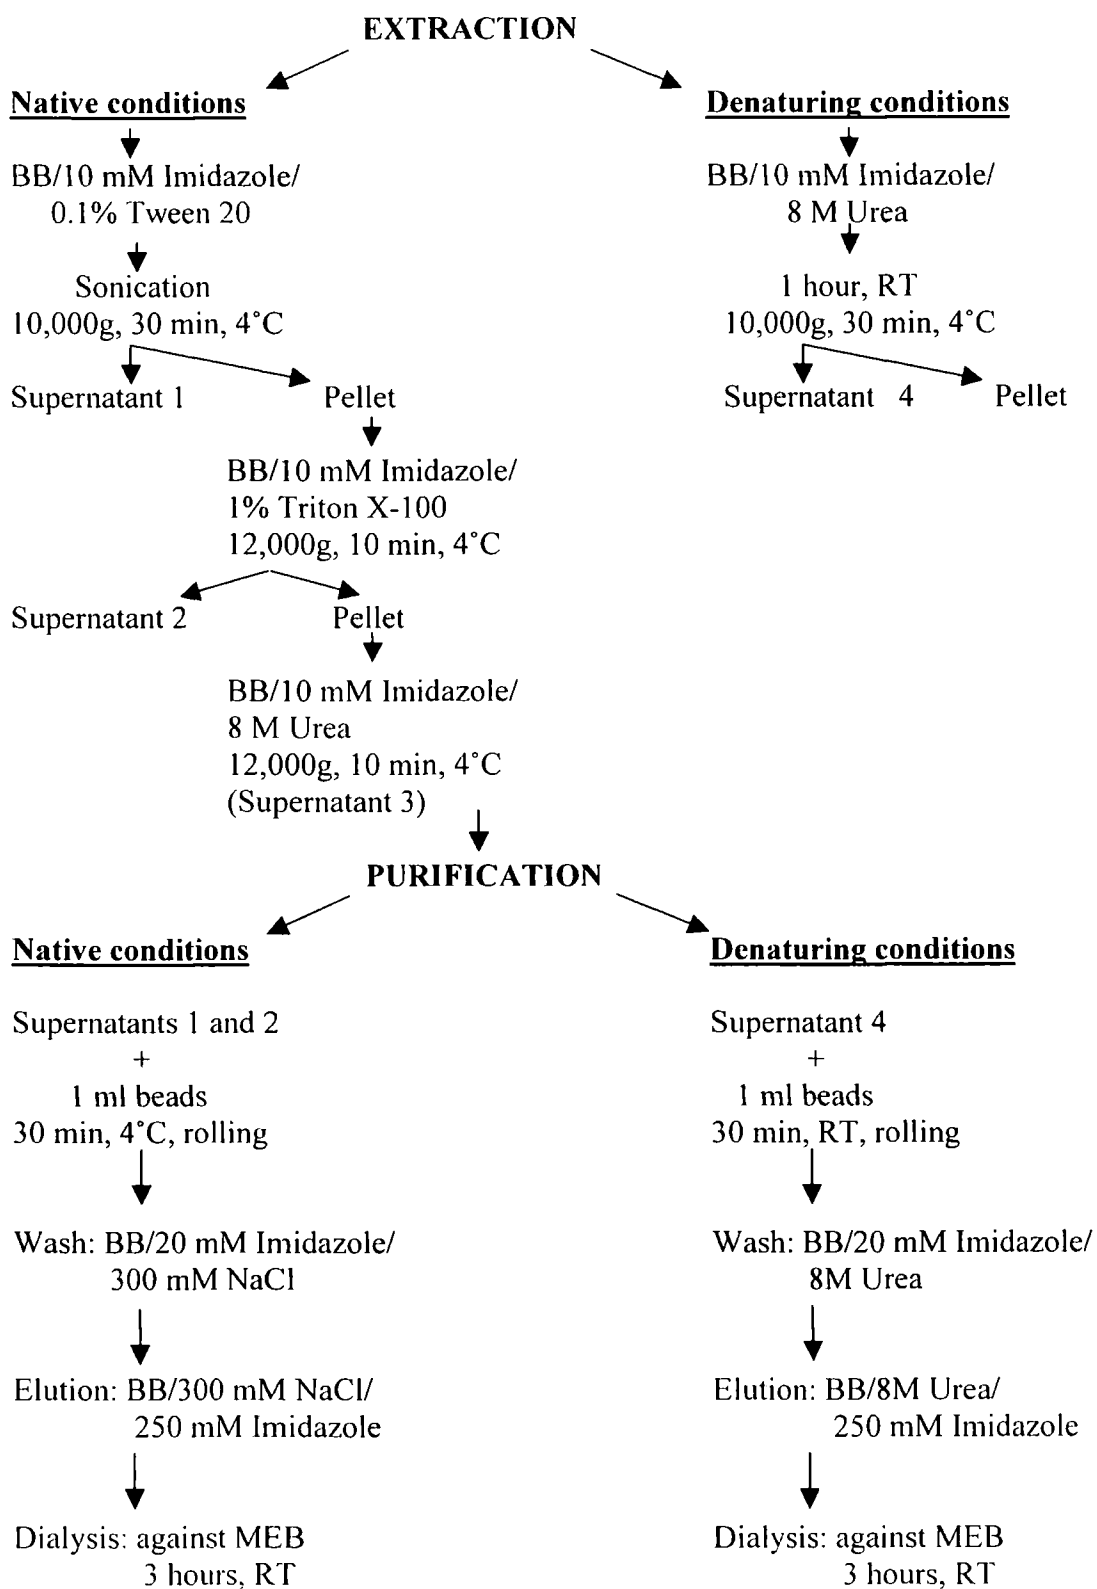 EXTRACTION
Native conditions
Denaturing conditions
BB/10 mM Imidazole/
0.1% Tween 20
BB/10 mM Imidazole/
8 M Urea
Sonication
10,000g, 30 min, 4°C
1 hour, RT
10,000g, 30 min, 4°C
Supernatant 1
Pellet
Supernatant 4
Pellet
BB/10 mM Imidazole/
1% Triton X-100
12,000g, 10 min, 4°C
Supernatant 2
Pellet
BB/10 mM Imidazole/
8 M Urea
12,000g, 10 min, 4°C
(Supernatant 3)
PURIFICATION
Native conditions
Denaturing conditions
Supernatants 1 and 2
+
1 ml beads
30 min, 4°C, rolling
Supernatant 4
+
1 ml beads
30 min, RT, rolling
Wash: BB/20 mM Imidazole/
300 mM NaCl
Wash: BB/20 mM Imidazole/
8M Urea
Elution: BB/300 mM NaCl/
250 mM Imidazole
Elution: BB/8M Urea/
250 mM Imidazole
Dialysis: against MEB
3 hours, RT
Dialysis: against MEB
3 hours, RT